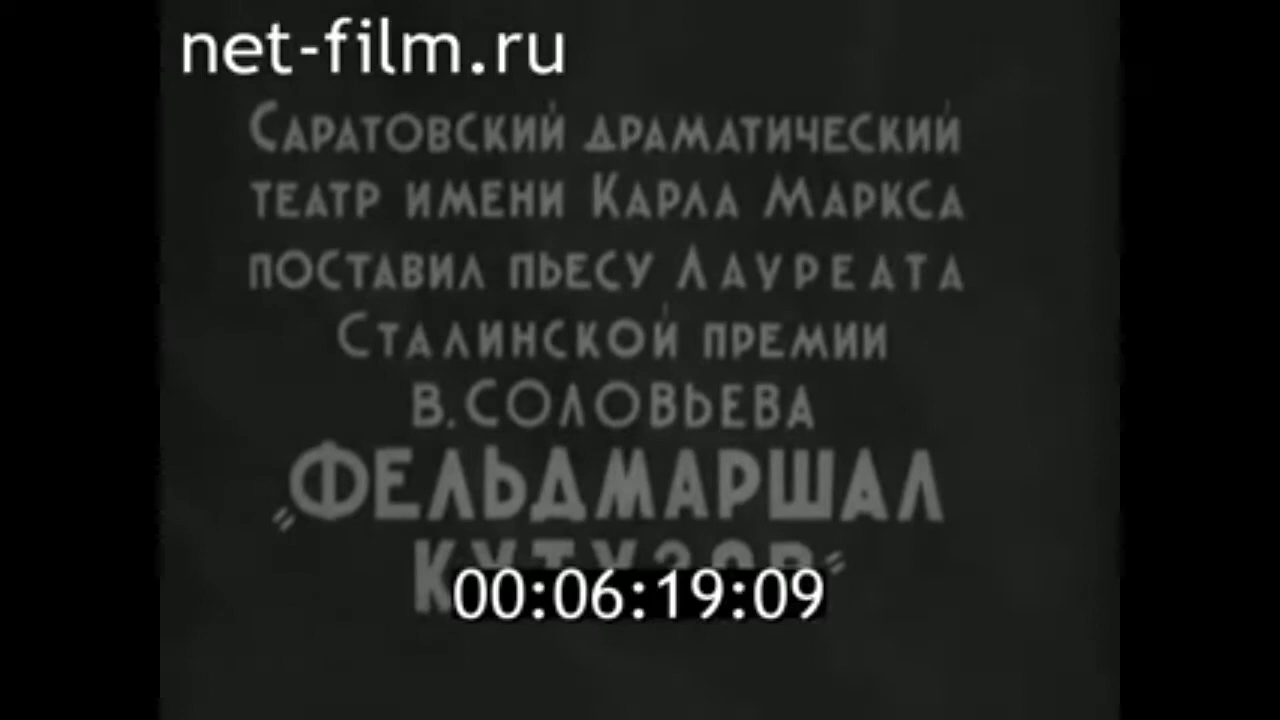 net-film.ru
Саратовский драматический
театр имени Карла Маркса
поставил пьесу Лауреата
Сталинской премии
В. СОЛОВЬЕВА
„ФЕЛЬДМАРШАЛ
КУТУЗОВ“
00:06:19:09